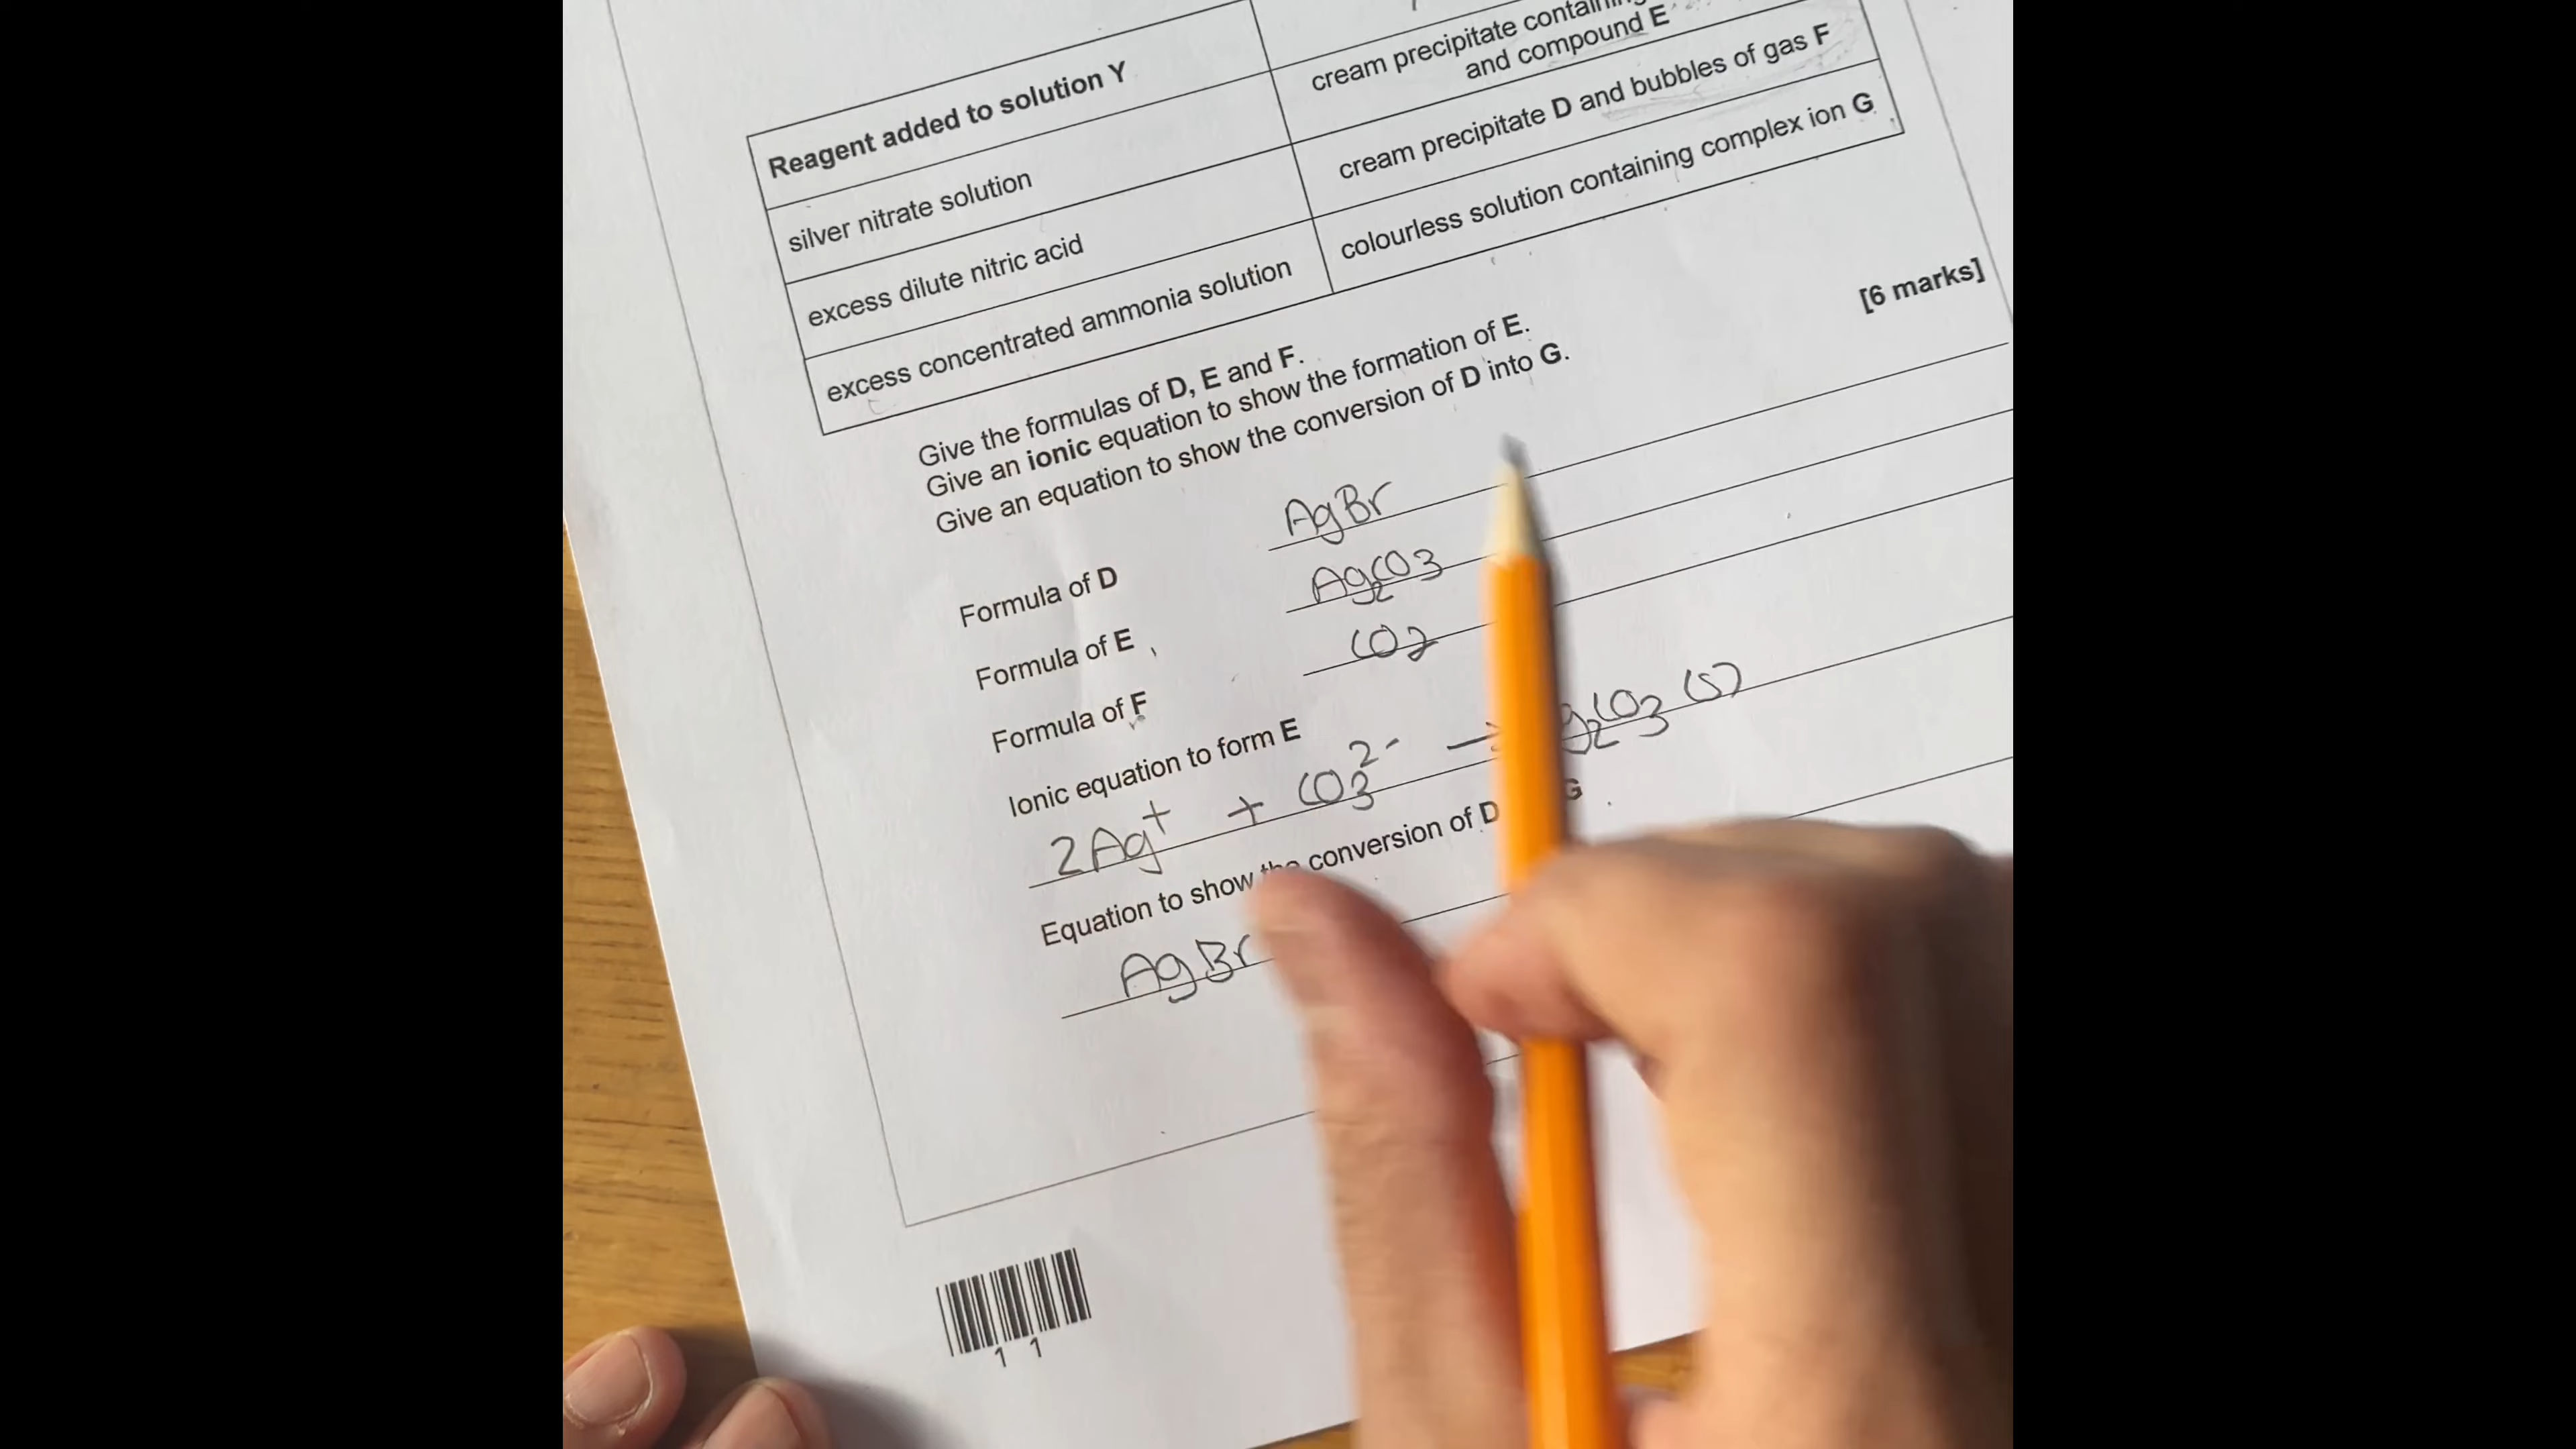 cream precipitate containing
and compound E
Reagent added to solution Y
silver nitrate solution
cream precipitate D and bubbles of gas F
excess dilute nitric acid
colourless solution containing complex ion G
excess concentrated ammonia solution
[6 marks]
Give the formulas of D, E and F.
Give an ionic equation to show the formation of E.
Give an equation to show the conversion of D into G.
Formula of D AgBr
Formula of E Ag2CO3
Formula of F CO2
Ionic equation to form E
2Ag+ + CO3 2- → g2CO3 (s)
Equation to show the conversion of D G
AgBr
1 1